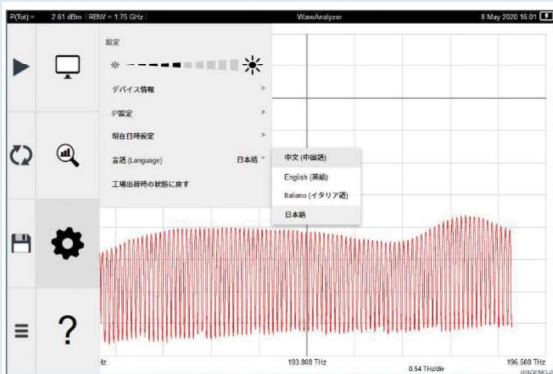 P(Tot) = 2.61 dBm | RBW = 1.75 GHz | WaveAnalyzer 8 May 2020 16:01
設定
デバイス情報 >
IP設定 >
現在日時設定 >
言語 (Language) 日本語
工場出荷時の状態に戻す
中文 (中国語)
English (英語)
Italiano (イタリア語)
日本語
?
Hz 193.808 THz 196.508 THz
0.54 THz/div